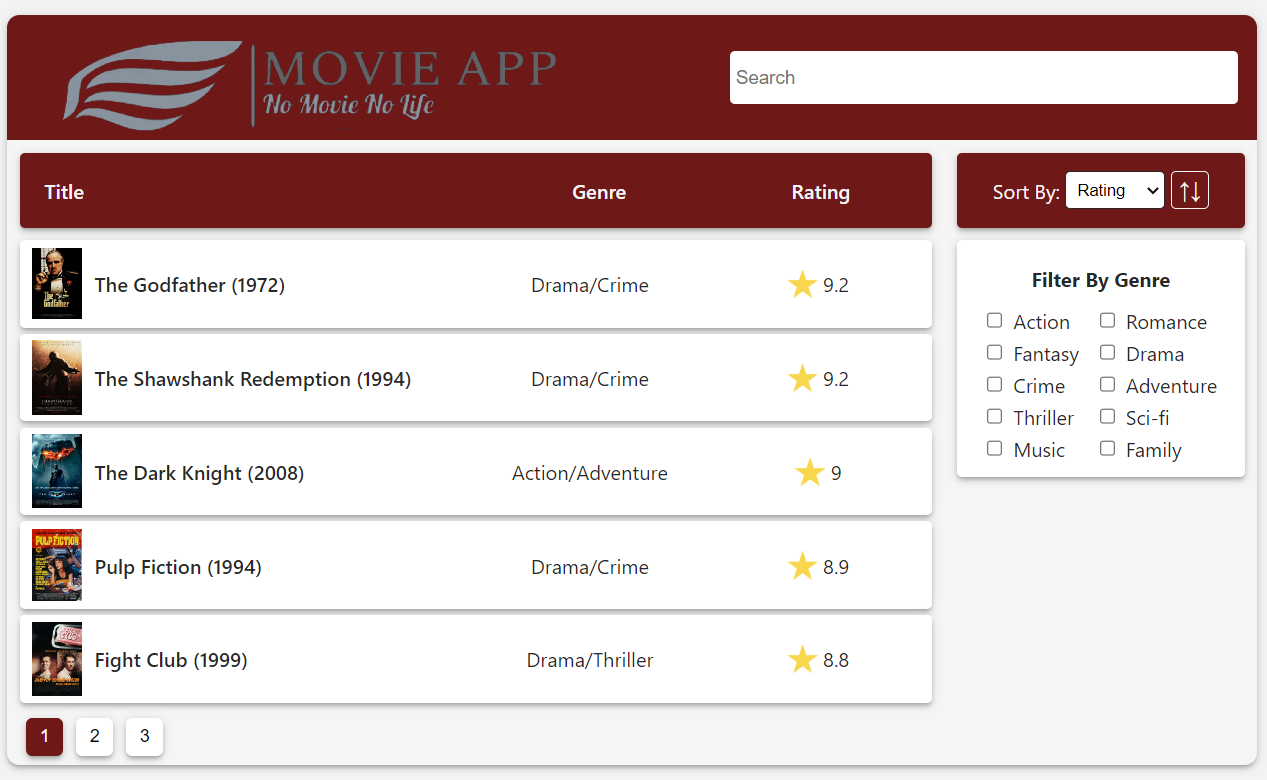 MOVIE APP
No Movie No Life
Search
Title Genre Rating
Sort By: Rating
The Godfather (1972) Drama/Crime 9.2
The Shawshank Redemption (1994) Drama/Crime 9.2
The Dark Knight (2008) Action/Adventure 9
PULP FICTION
Pulp Fiction (1994) Drama/Crime 8.9
Fight Club (1999) Drama/Thriller 8.8
Filter By Genre
Action Romance
Fantasy Drama
Crime Adventure
Thriller Sci-fi
Music Family
1 2 3